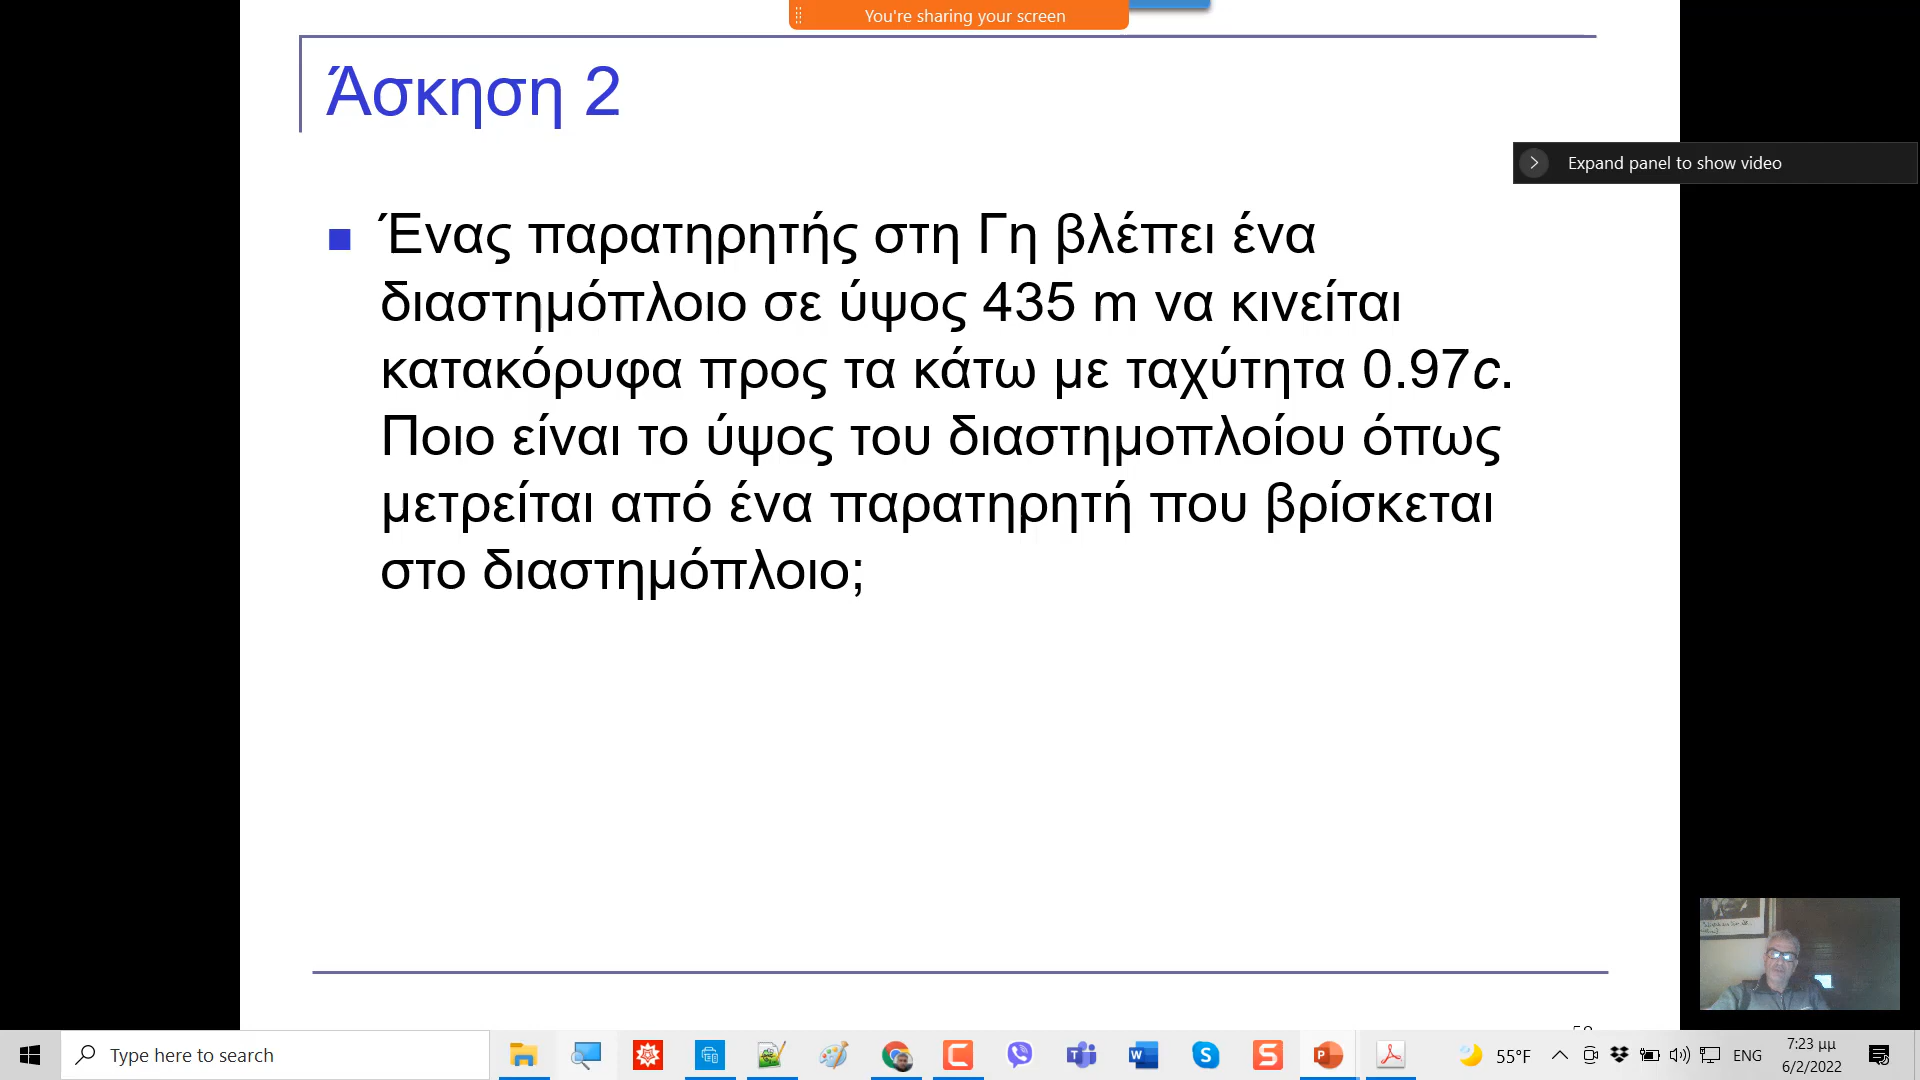 You're sharing your screen
Άσκηση 2
Expand panel to show video
Ένας παρατηρητής στη Γη βλέπει ένα
διαστημόπλοιο σε ύψος 435 m να κινείται
κατακόρυφα προς τα κάτω με ταχύτητα 0.97c.
Ποιο είναι το ύψος του διαστημοπλοίου όπως
μετρείται από ένα παρατηρητή που βρίσκεται
στο διαστημόπλοιο;
Type here to search
55°F
ENG
7:23 μμ
6/2/2022